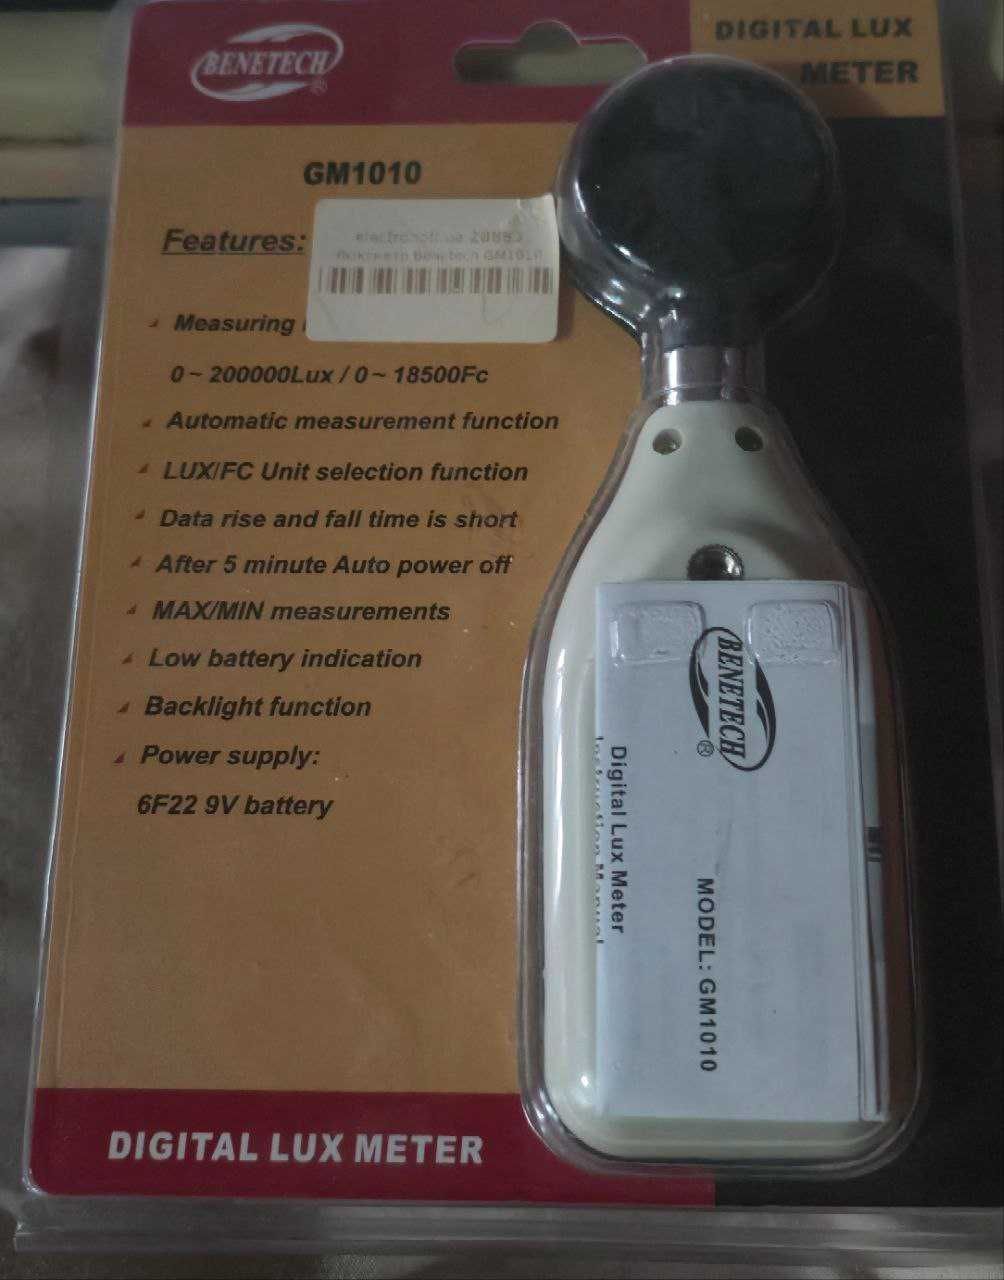 BENETECH®
DIGITAL LUX
METER
GM1010
Features:
Measuring
0~200000Lux / 0~18500Fc
Automatic measurement function
LUX/FC Unit selection function
Data rise and fall time is short
After 5 minute Auto power off
MAX/MIN measurements
Low battery indication
Backlight function
Power supply:
6F22 9V battery
BENETECH®
Digital Lux Meter
Instruction Manual
MODEL: GM1010
DIGITAL LUX METER